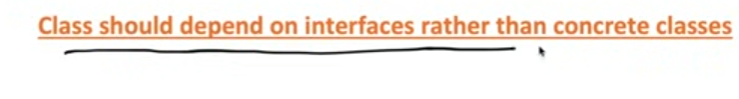 Class should depend on interfaces rather than concrete classes